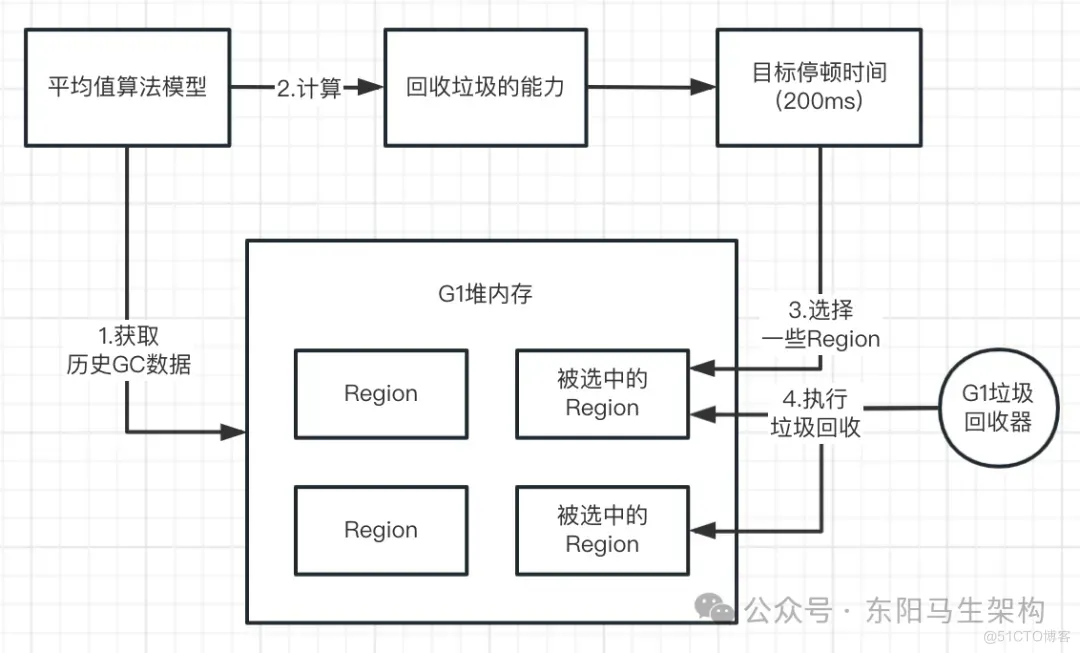 平均值算法模型
2.计算
回收垃圾的能力
目标停顿时间
(200ms)
1.获取
历史GC数据
G1堆内存
3.选择
一些Region
Region
被选中的
Region
4.执行
垃圾回收
G1垃圾
回收器
Region
被选中的
Region
公众号 · 东阳马生架构
@51CTO博客